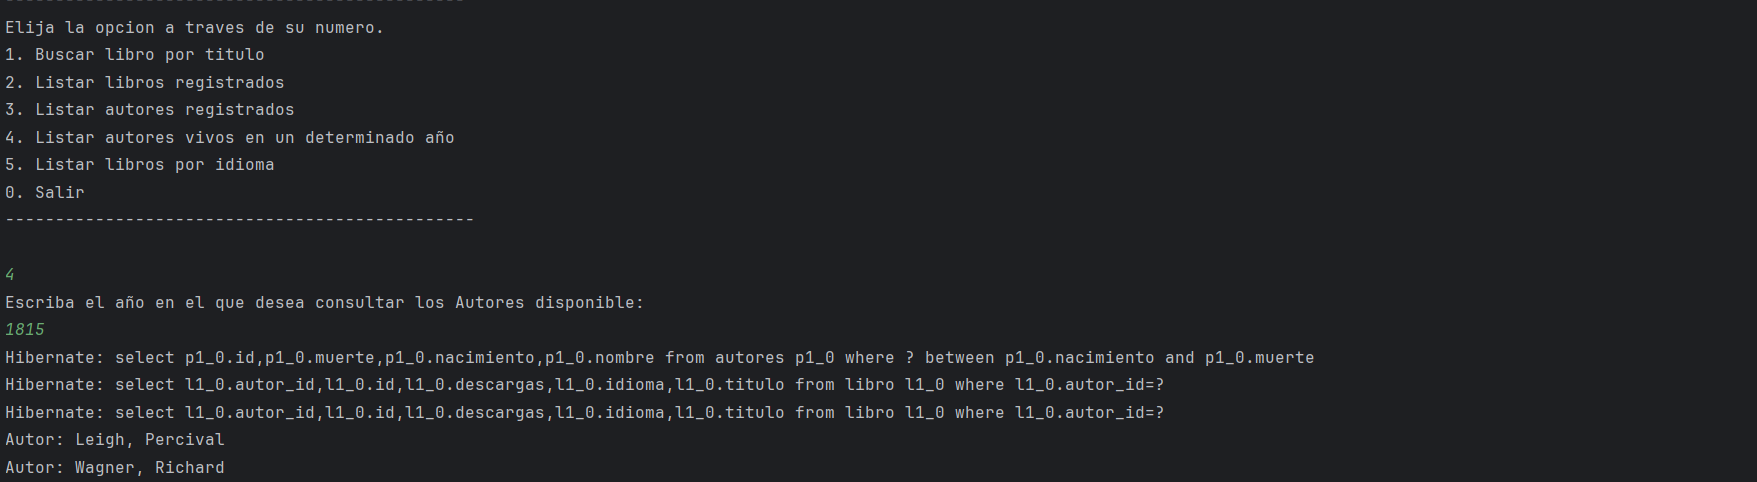 ----------------------------------------------
Elija la opcion a traves de su numero.
1. Buscar libro por titulo
2. Listar libros registrados
3. Listar autores registrados
4. Listar autores vivos en un determinado año
5. Listar libros por idioma
0. Salir
-----------------------------------------------
4
Escriba el año en el que desea consultar los Autores disponible:
1815
Hibernate: select p1_0.id,p1_0.muerte,p1_0.nacimiento,p1_0.nombre from autores p1_0 where ? between p1_0.nacimiento and p1_0.muerte
Hibernate: select l1_0.autor_id,l1_0.id,l1_0.descargas,l1_0.idioma,l1_0.titulo from libro l1_0 where l1_0.autor_id=?
Hibernate: select l1_0.autor_id,l1_0.id,l1_0.descargas,l1_0.idioma,l1_0.titulo from libro l1_0 where l1_0.autor_id=?
Autor: Leigh, Percival
Autor: Wagner, Richard